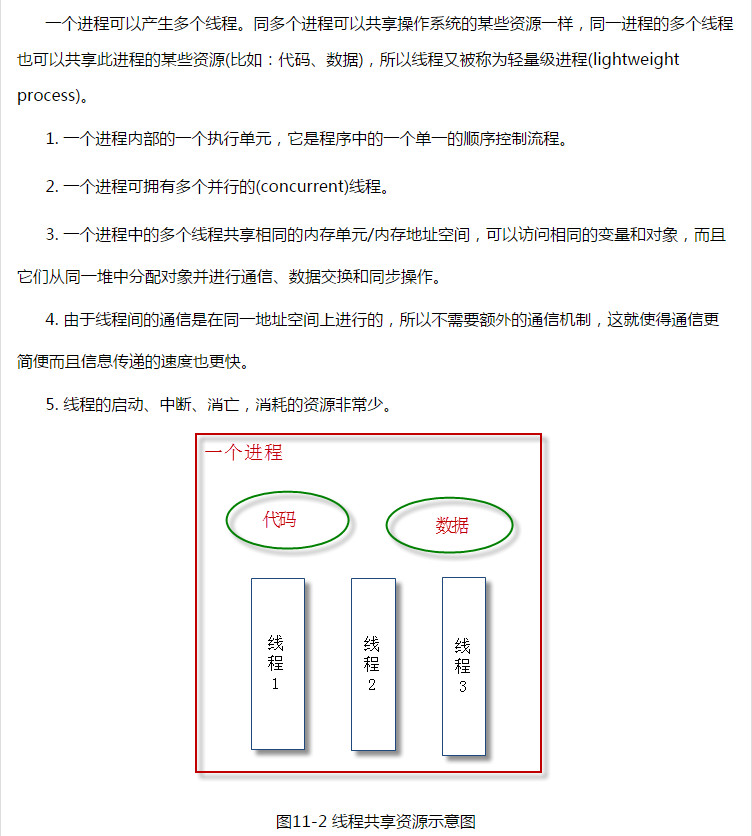 一个进程可以产生多个线程。同多个进程可以共享操作系统的某些资源一样，同一进程的多个线程
也可以共享此进程的某些资源(比如：代码、数据)，所以线程又被称为轻量级进程(lightweight
process)。
1. 一个进程内部的一个执行单元，它是程序中的一个单一的顺序控制流程。
2. 一个进程可拥有多个并行的(concurrent)线程。
3. 一个进程中的多个线程共享相同的内存单元/内存地址空间，可以访问相同的变量和对象，而且
它们从同一堆中分配对象并进行通信、数据交换和同步操作。
4. 由于线程间的通信是在同一地址空间上进行的，所以不需要额外的通信机制，这就使得通信更
简便而且信息传递的速度也更快。
5. 线程的启动、中断、消亡，消耗的资源非常少。
一个进程
代码
数据
线程1
线程2
线程3
图11-2 线程共享资源示意图